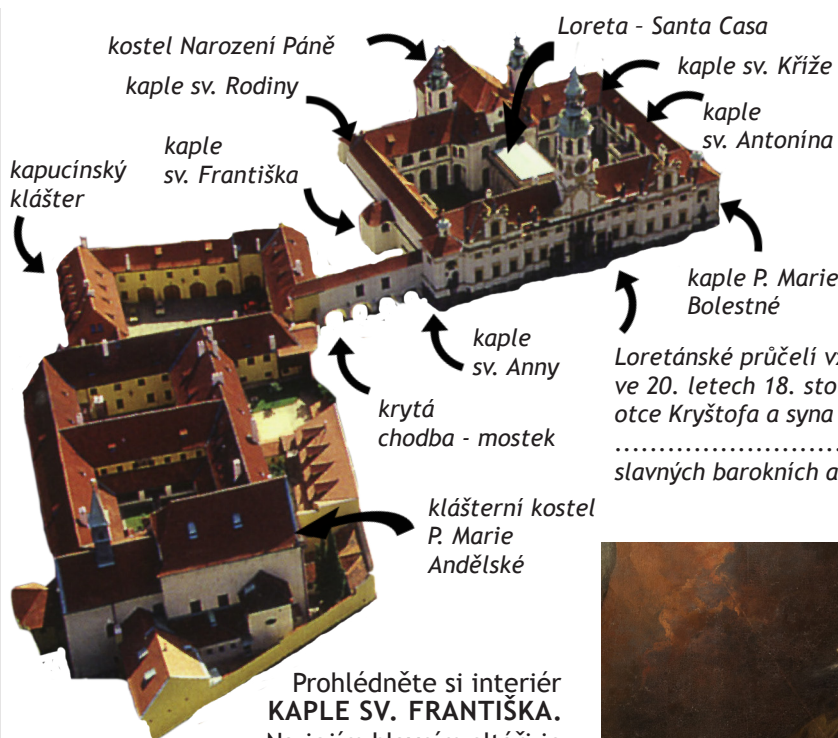 Loreta – Santa Casa
kostel Narození Páně
kaple sv. Kříže
kaple sv. Rodiny
kaple
sv. Antonína
kaple
sv. Františka
kapucínský
klášter
kaple P. Marie
Bolestné
kaple
sv. Anny
Loretánské průčelí
ve 20. letech 18.
otce Kryštofa a syna
..........................
slavných barokních
krytá
chodba - mostek
klášterní kostel
P. Marie
Andělské
Prohlédněte si interiér
KAPLE SV. FRANTIŠKA.